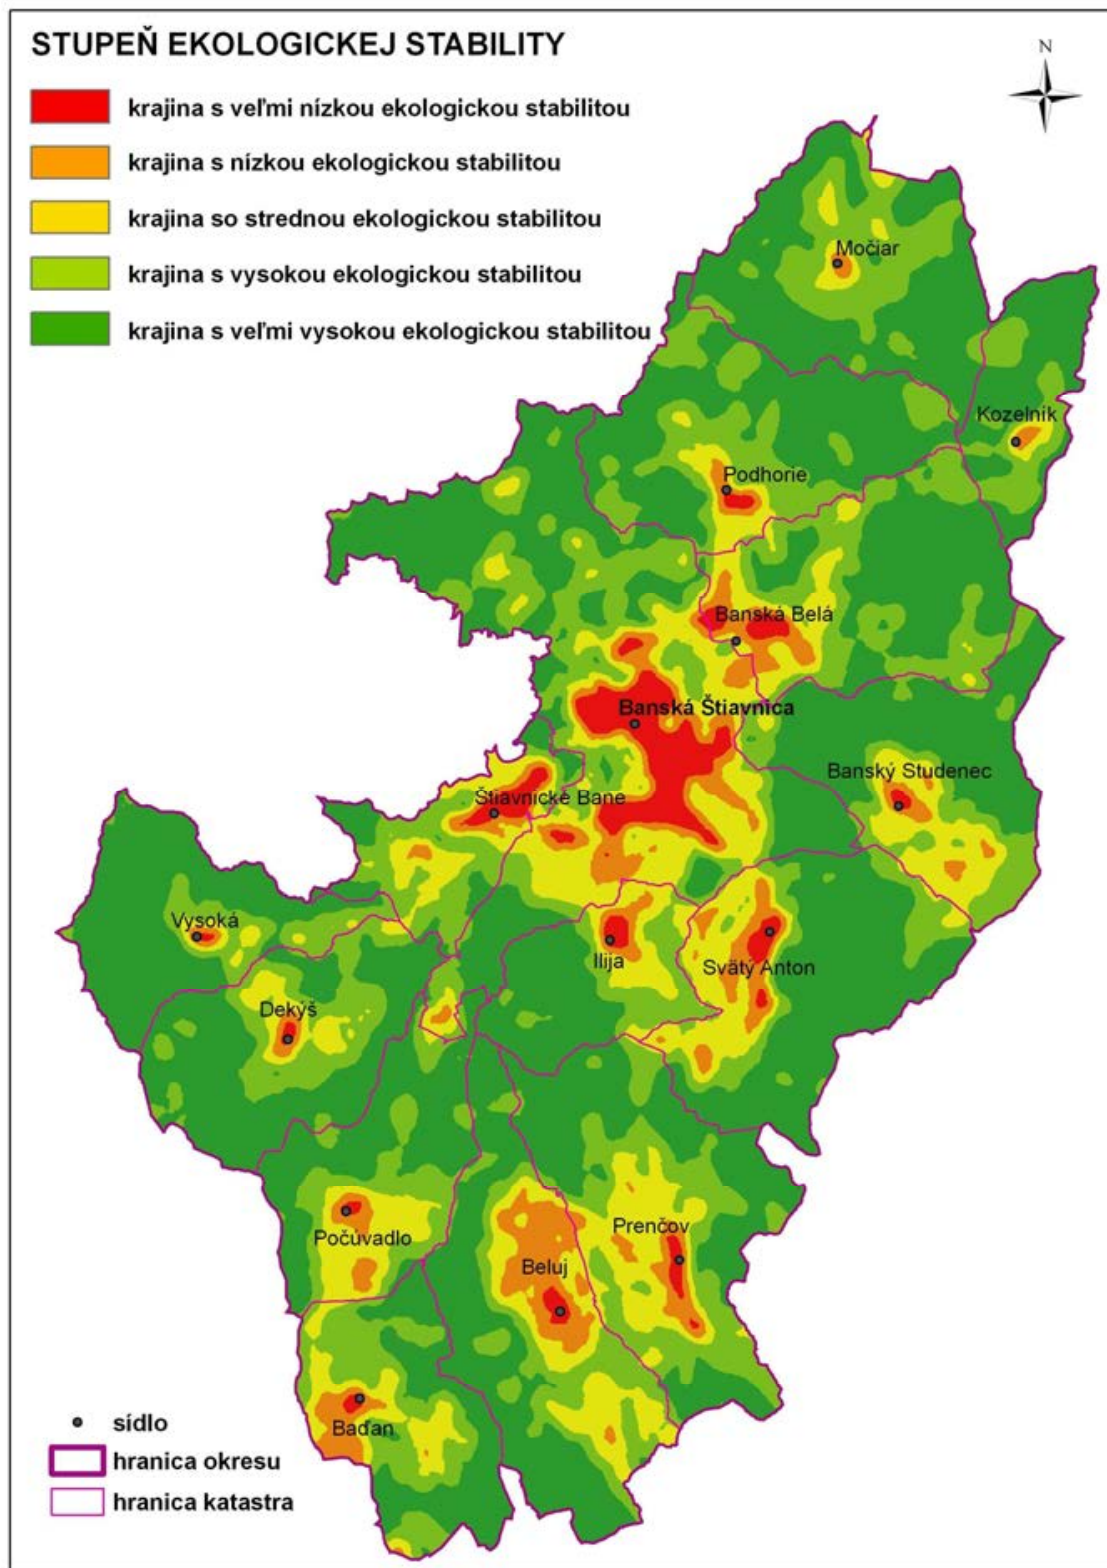 STUPEŇ EKOLOGICKEJ STABILITY
N
krajina s veľmi nízkou ekologickou stabilitou
krajina s nízkou ekologickou stabilitou
krajina so strednou ekologickou stabilitou
krajina s vysokou ekologickou stabilitou
krajina s veľmi vysokou ekologickou stabilitou
Močiar
Kozelník
Podhorie
Banská Belá
Banská Štiavnica
Banský Studenec
Štiavnické Bane
Vysoká
Ilija
Svätý Anton
Dekýš
Počúvadlo
Prenčov
Beluj
Baďan
sídlo
hranica okresu
hranica katastra